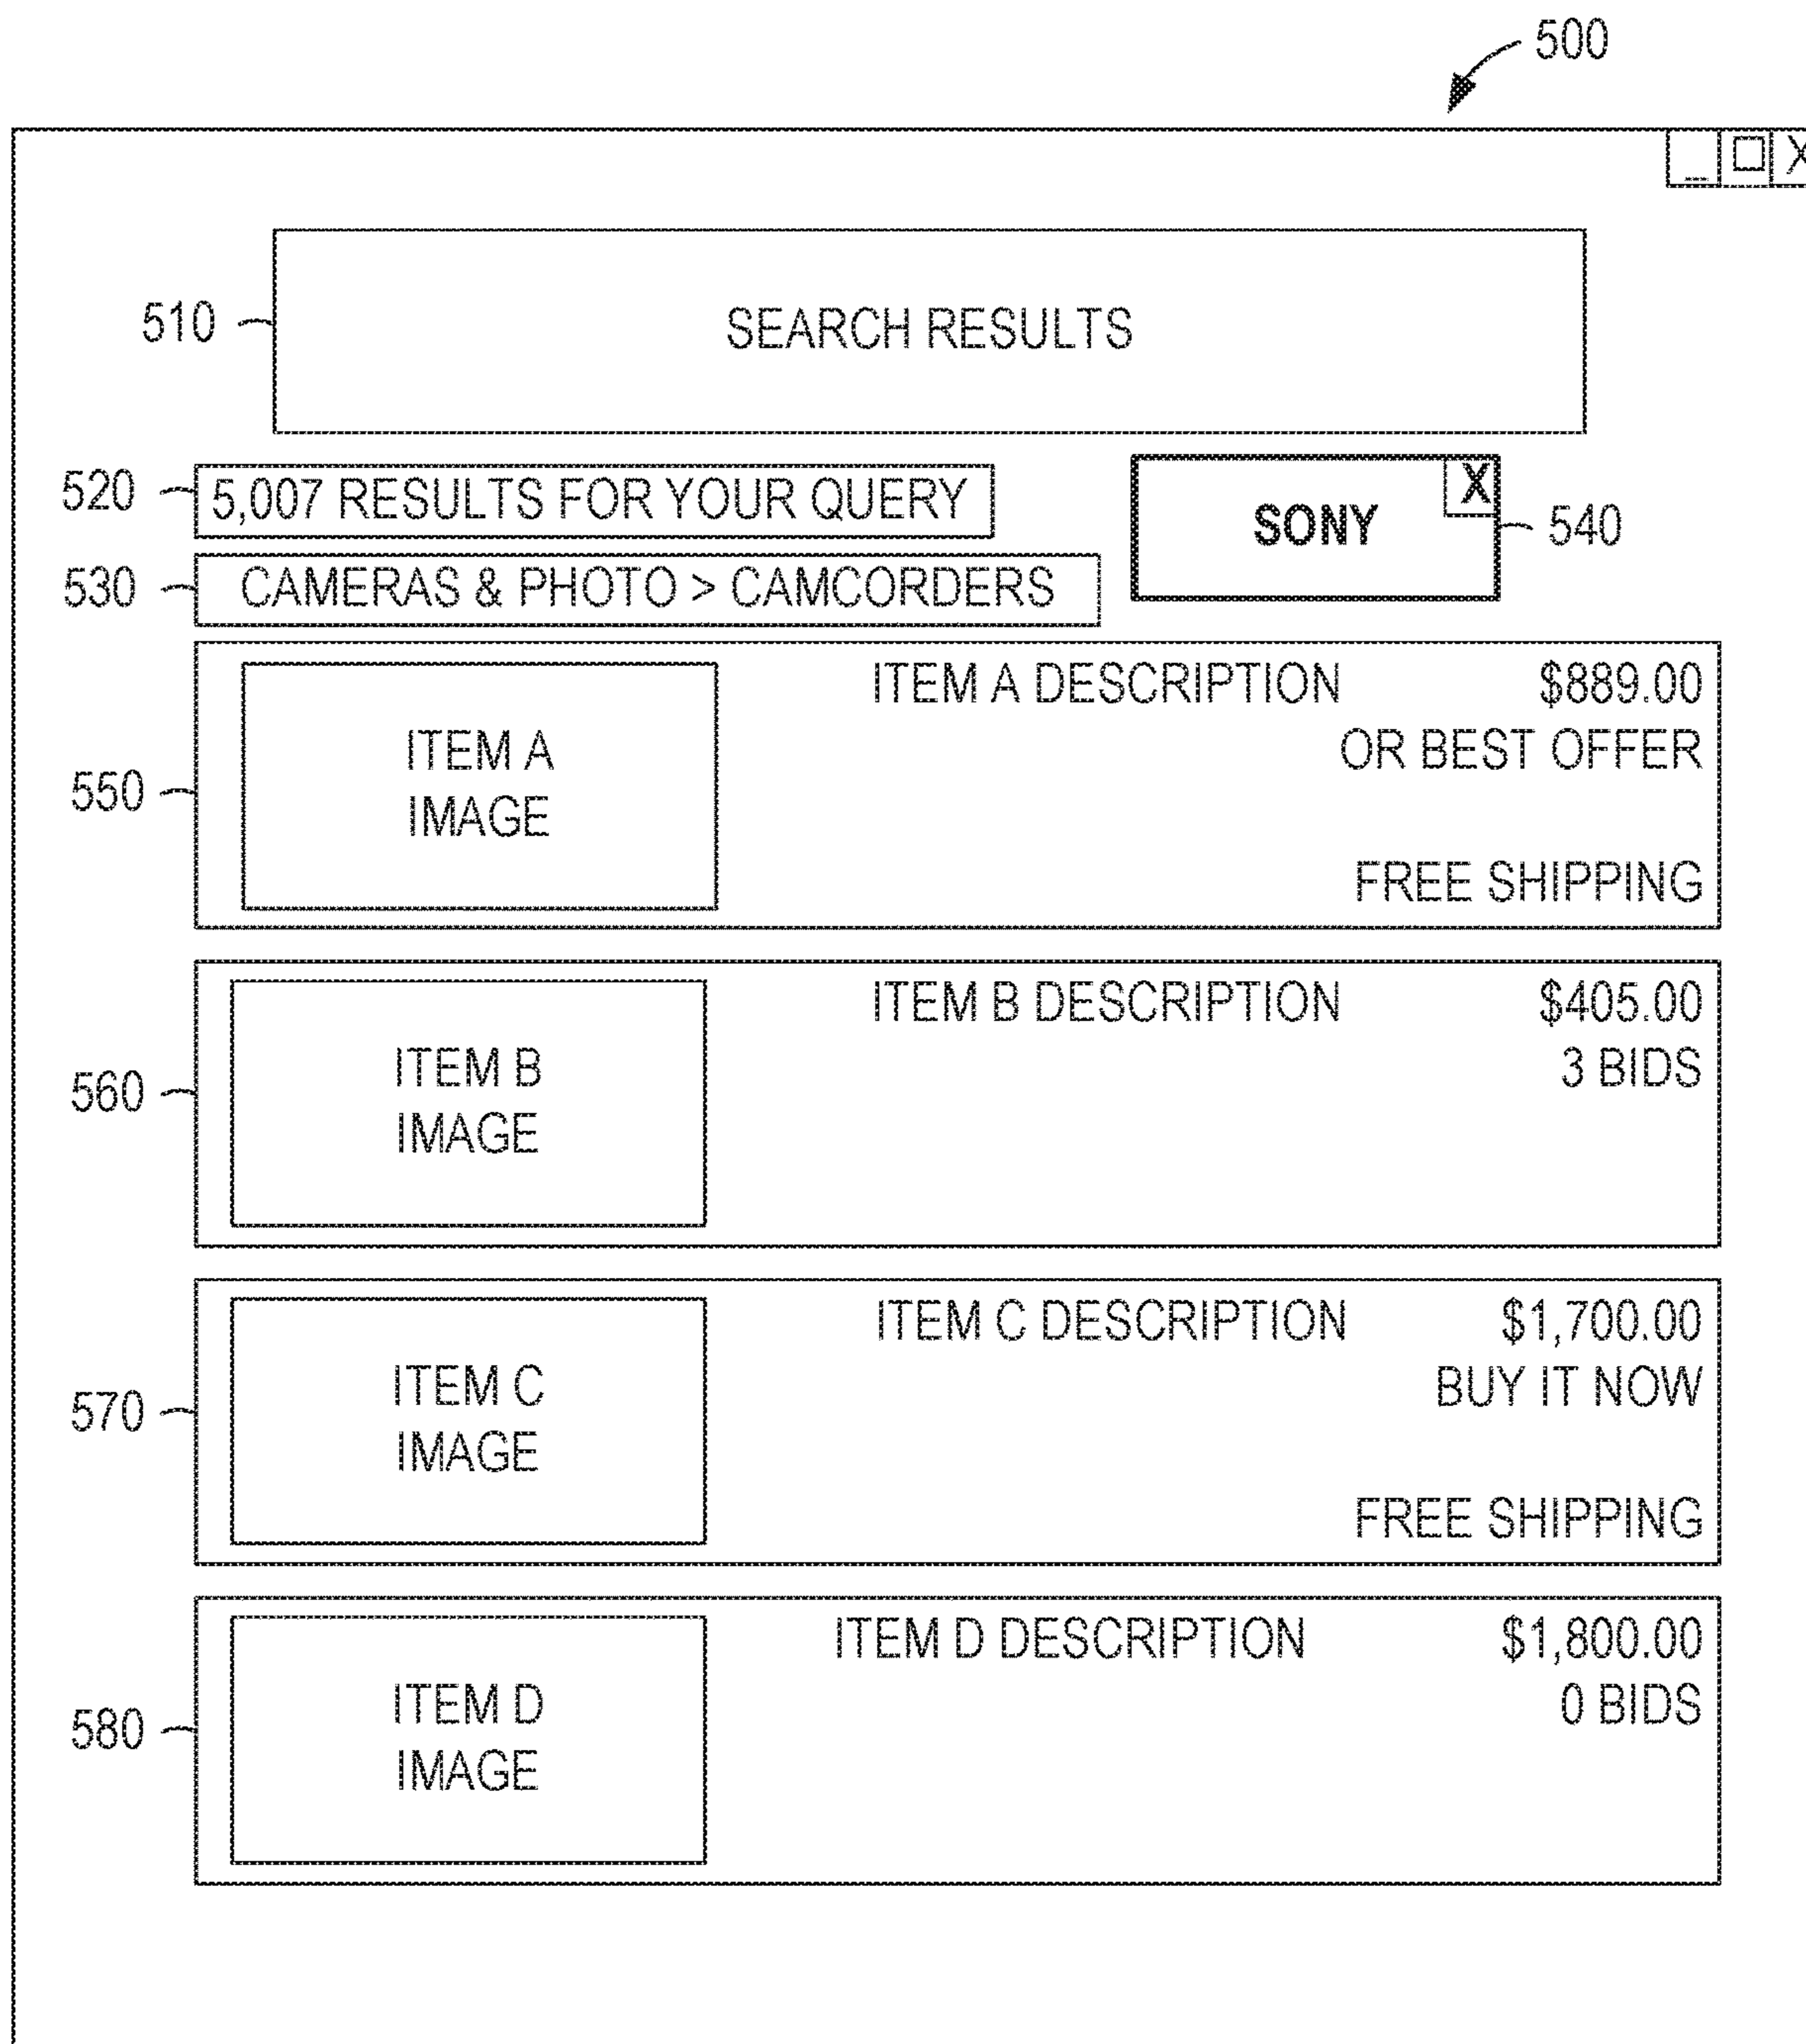 500
_ □ X
510
SEARCH RESULTS
520
5,007 RESULTS FOR YOUR QUERY
X
SONY
540
530
CAMERAS & PHOTO > CAMCORDERS
550
ITEM A
IMAGE
ITEM A DESCRIPTION $889.00
OR BEST OFFER
FREE SHIPPING
560
ITEM B
IMAGE
ITEM B DESCRIPTION $405.00
3 BIDS
570
ITEM C
IMAGE
ITEM C DESCRIPTION $1,700.00
BUY IT NOW
FREE SHIPPING
580
ITEM D
IMAGE
ITEM D DESCRIPTION $1,800.00
0 BIDS